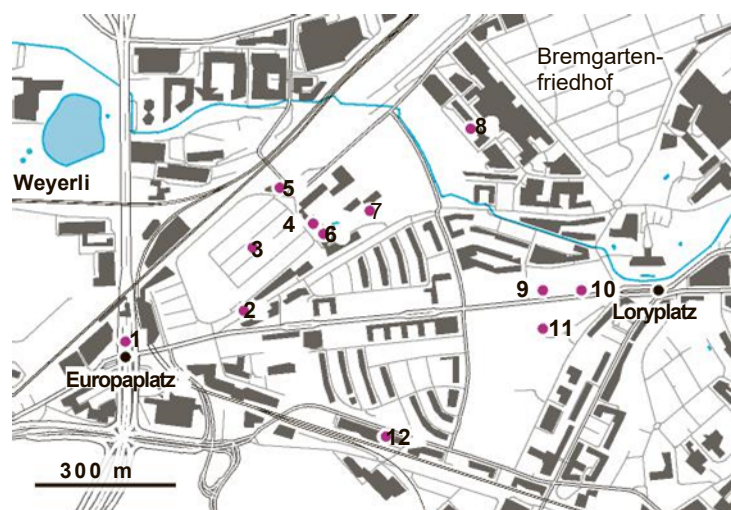 Bremgarten-
friedhof
8
Weyerli
5
7
4
6
3
9
10
2
Loryplatz
11
1
Europaplatz
12
300 m